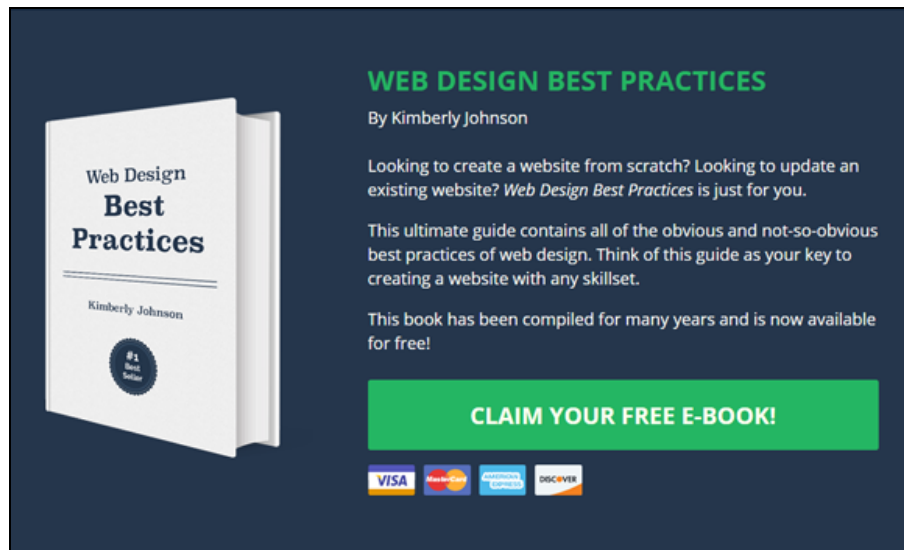 Web Design
Best
Practices
Kimberly Johnson
#1
Best
Seller
WEB DESIGN BEST PRACTICES
By Kimberly Johnson
Looking to create a website from scratch? Looking to update an
existing website? Web Design Best Practices is just for you.
This ultimate guide contains all of the obvious and not-so-obvious
best practices of web design. Think of this guide as your key to
creating a website with any skillset.
This book has been compiled for many years and is now available
for free!
CLAIM YOUR FREE E-BOOK!
VISA
MasterCard
AMERICAN
EXPRESS
DISCOVER